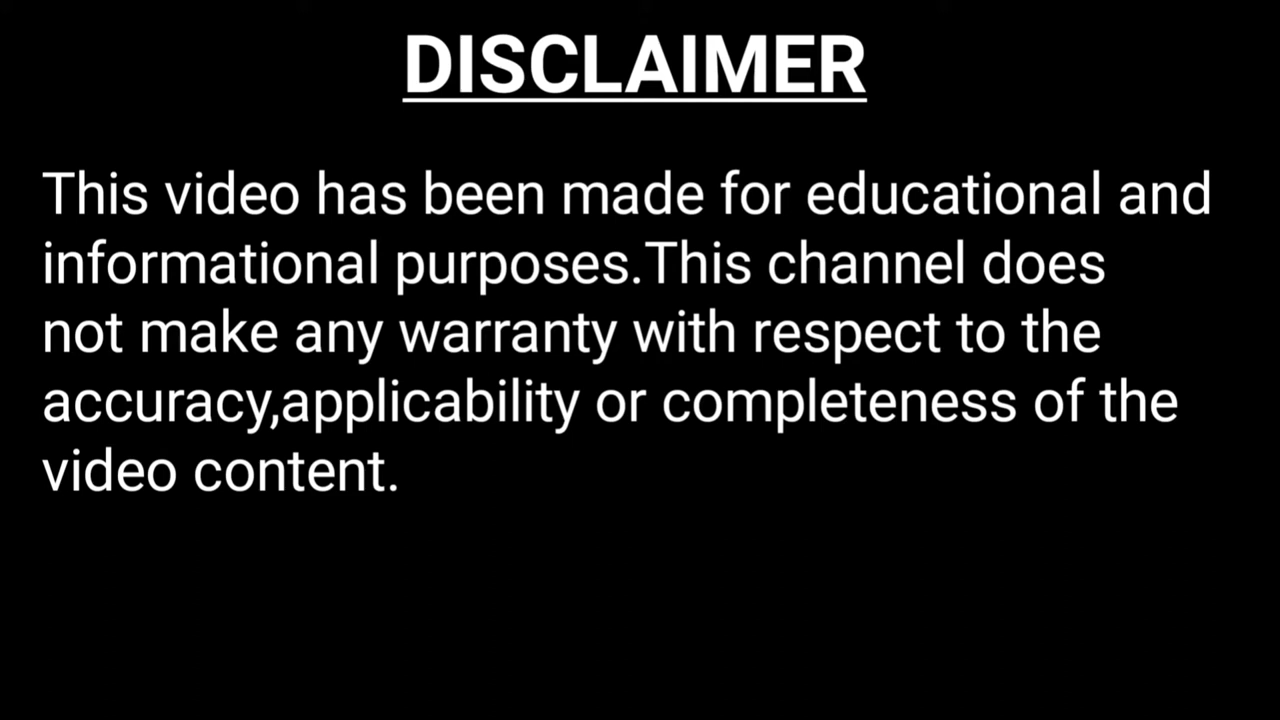 DISCLAIMER
This video has been made for educational and
informational purposes.This channel does
not make any warranty with respect to the
accuracy,applicability or completeness of the
video content.